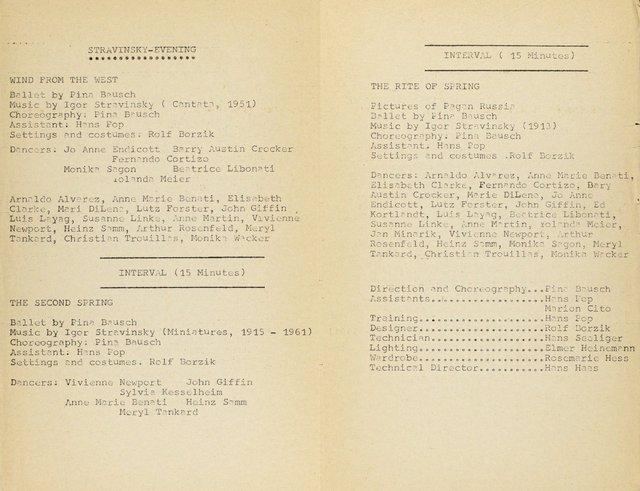 STRAVINSKY-EVENING
WIND FROM THE WEST
Ballet by Pina Bausch
Music by Igor Stravinsky ( Cantata, 1951)
Choreography: Pina Bausch
Assistant: Hans Pop
Settings and costumes: Rolf Borzik
Dancers: Jo Anne Endicott Barry Austin Crocker
Fernando Cortizo
Monika Sagon Beatrice Libonati
Yolanda Meier
Arnaldo Alvarez, Anne Marie Benati, Elisabeth
Clarke, Mari DiLena, Lutz Forster, John Giffin
Luis Layag, Susanne Linke, Anne Martin, Vivienne
Newport, Heinz Samm, Arthur Rosenfeld, Meryl
Tankard, Christian Trouillas, Monika Wacker
INTERVAL (15 Minutes)
THE SECOND SPRING
Ballet by Pina Bausch
Music by Igor Stravinsky (Miniatures, 1915 - 1961)
Choreography: Pina Bausch
Assistant: Hans Pop
Settings and costumes: Rolf Borzik
Dancers: Vivienne Newport John Giffin
Sylvia Kesselheim
Anne Marie Benati Heinz Samm
Meryl Tankard
INTERVAL ( 15 Minutes)
THE RITE OF SPRING
Pictures of Pagan Russia
Ballet by Pina Bausch
Music by Igor Stravinsky (1913)
Choreography: Pina Bausch
Assistant: Hans Pop
Settings and costumes .Rolf Borzik
Dancers: Arnaldo Alvarez, Anne Marie Benati,
Elisabeth Clarke, Fernando Cortizo, Bary
Austin Crocker, Marie DiLena, Jo Anne
Endicott, Lutz Forster, John Giffin, Ed
Kortlandt, Luis Layag, Beatrice Libonati,
Susanne Linke, Anne Martin, Yolanda Meier,
Jan Minarik, Vivienne Newport, Arthur
Rosenfeld, Heinz Samm, Monika Sagon, Meryl
Tankard, Christian Trouillas, Monika Wacker
Direction and Choreography...Pina Bausch
Assistants...................Hans Pop
Marion Cito
Training.....................Hans Pop
Designer.....................Rolf Borzik
Technician...................Hans Seeliger
Lighting.....................Elmer Heinemann
Wardrobe.....................Rosemarie Hess
Technical Director...........Hans Haas